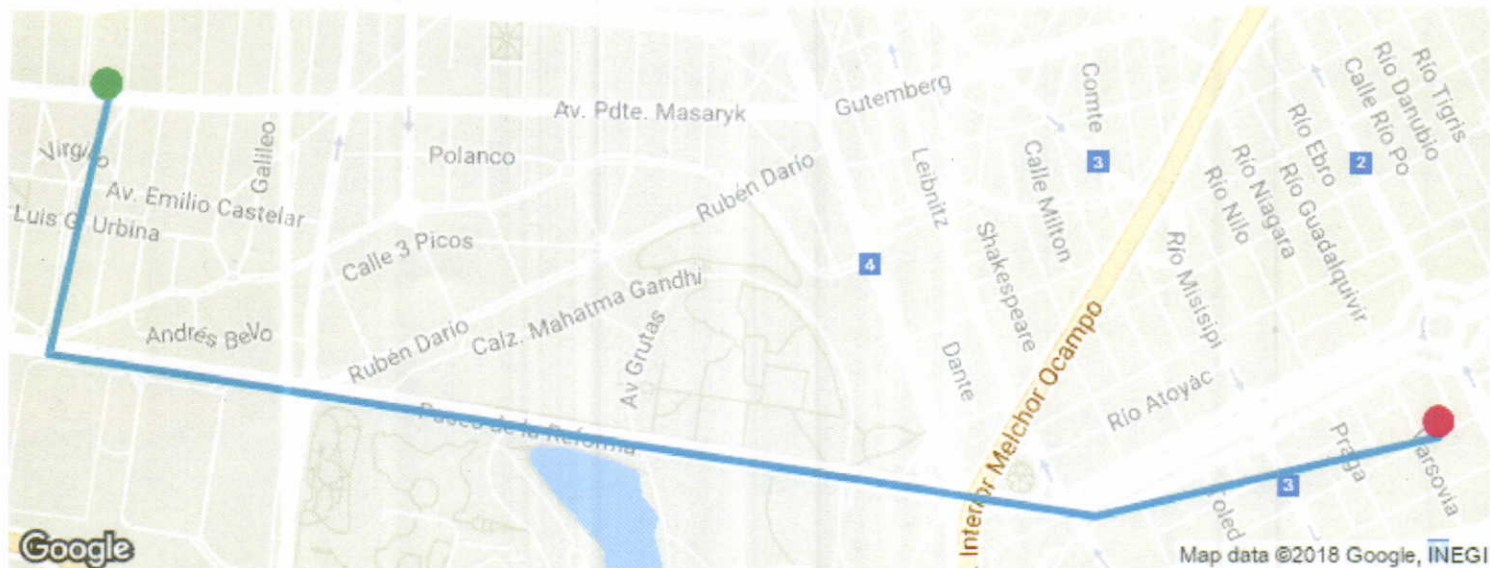 Río Tigris
Río Danubio
Calle Río Po
Comte
Gutemberg
Av. Pdte. Masaryk
Río Ebro
Galileo
Virgilio
Polanco
3
2
Leibnitz
Calle Milton
Río Niagara
Río Guadalquivir
Río Nilo
Av. Emilio Castelar
Rubén Darío
Luis G. Urbina
Calle 3 Picos
Shakespeare
4
Río Misisipi
Calz. Mahatma Gandhi
Andrés Bello
Rubén Darío
Av Grutas
Dante
Interior Melchor Ocampo
Río Atoyac
Paseo de la Reforma
Praga
Varsovia
3
Google
Map data ©2018 Google, INEGI